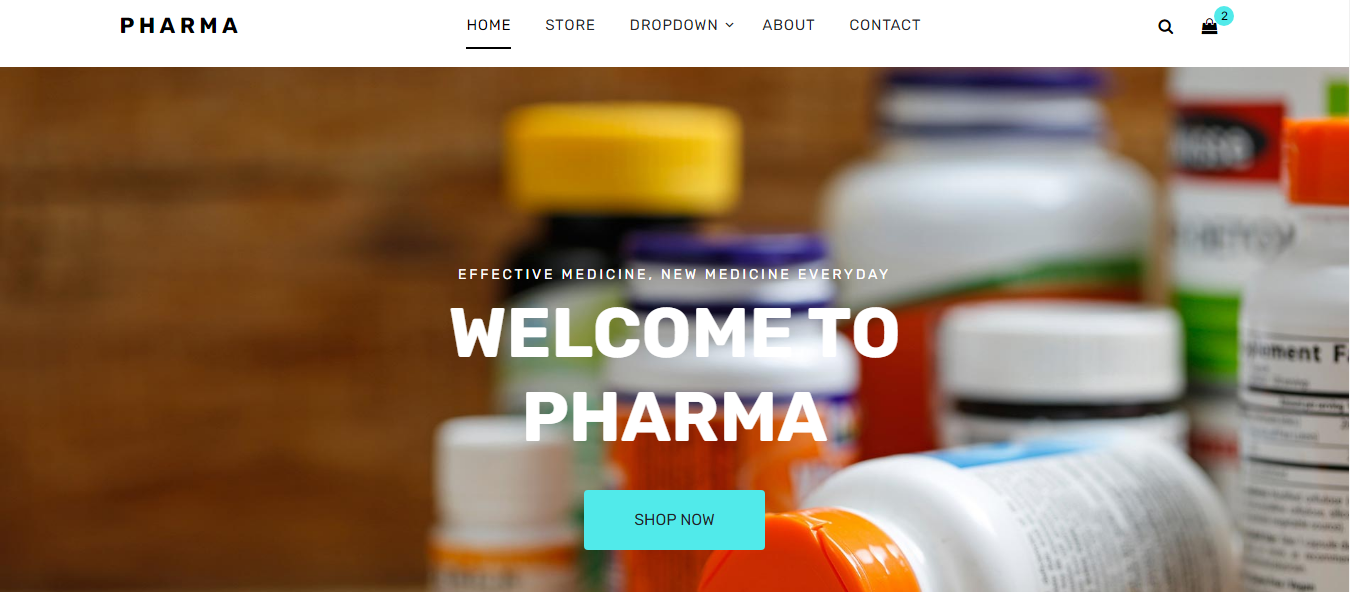 PHARMA
HOME STORE DROPDOWN ABOUT CONTACT
2
EFFECTIVE MEDICINE, NEW MEDICINE EVERYDAY
WELCOME TO
PHARMA
SHOP NOW